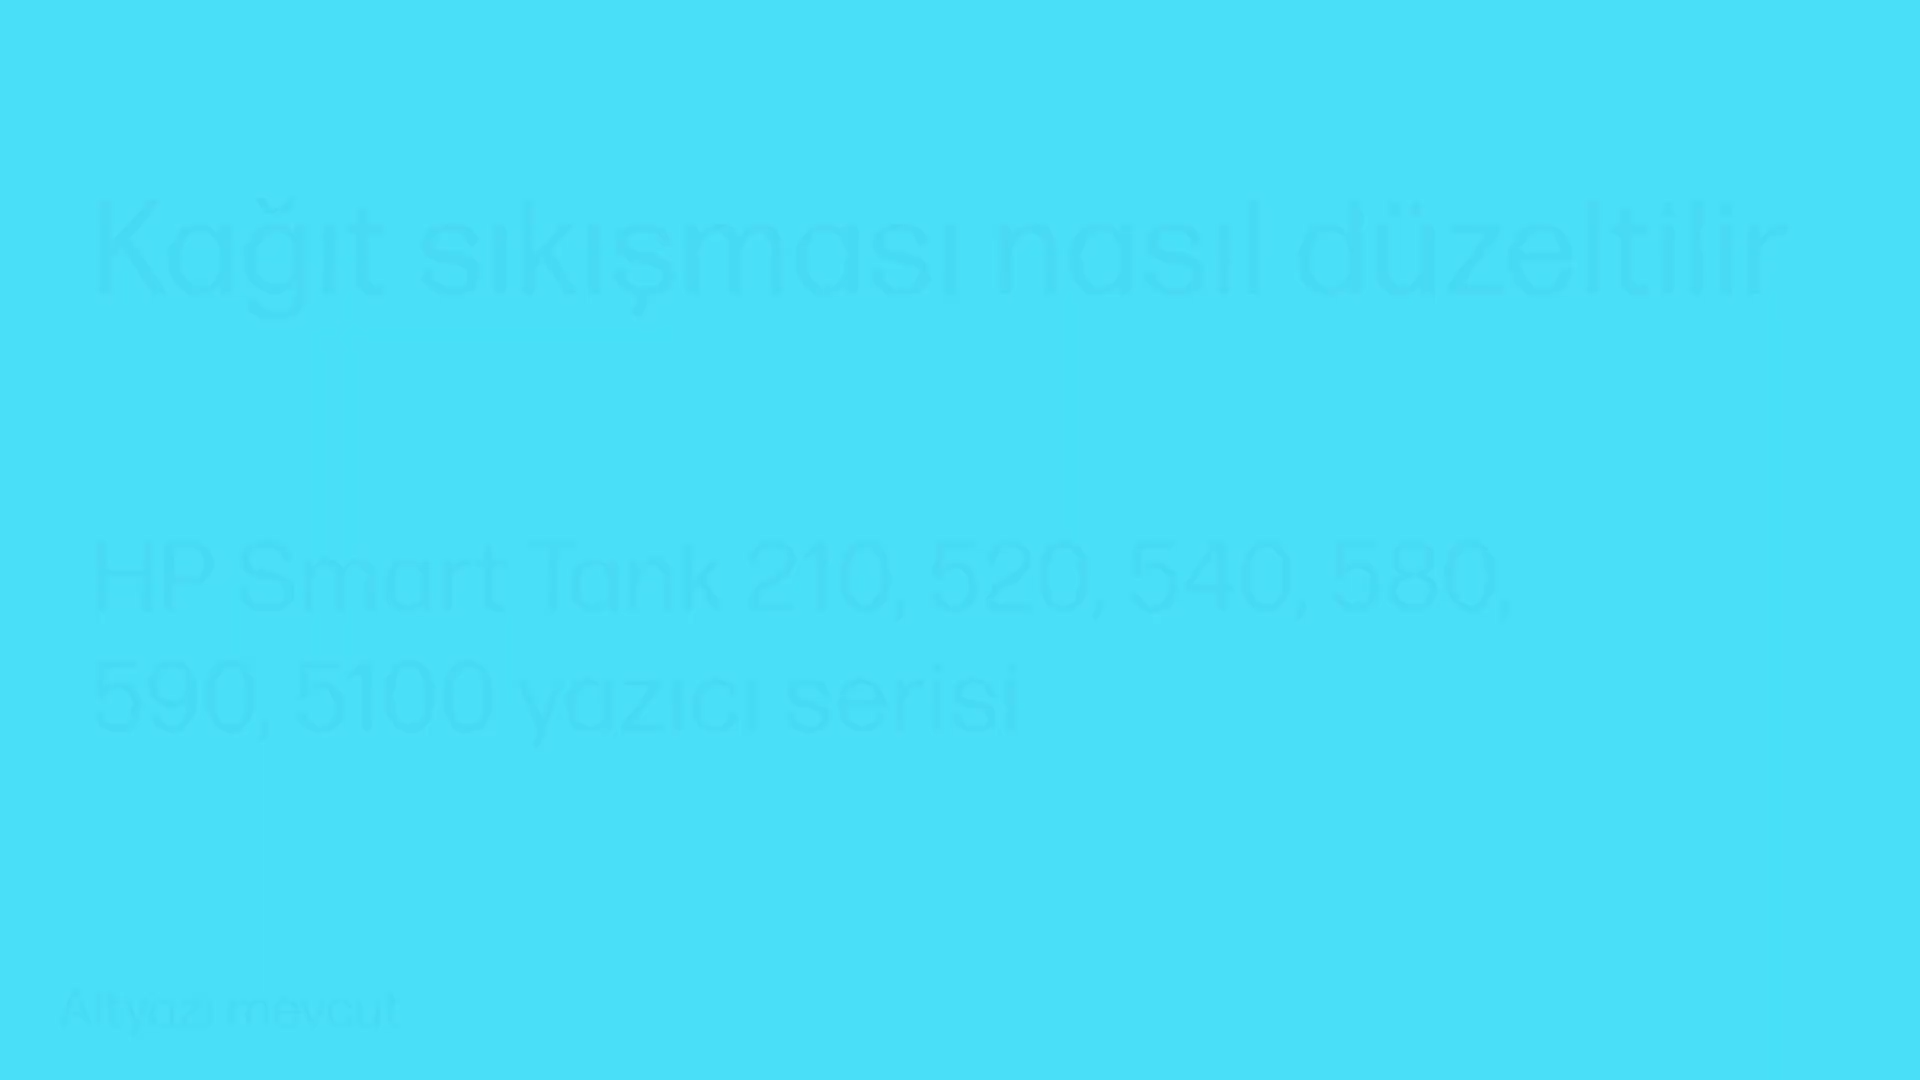 Kağıt sıkışması nasıl düzeltilir
HP Smart Tank 210, 520, 540, 580,
590, 5100 yazıcı serisi
Altyazı mevcut